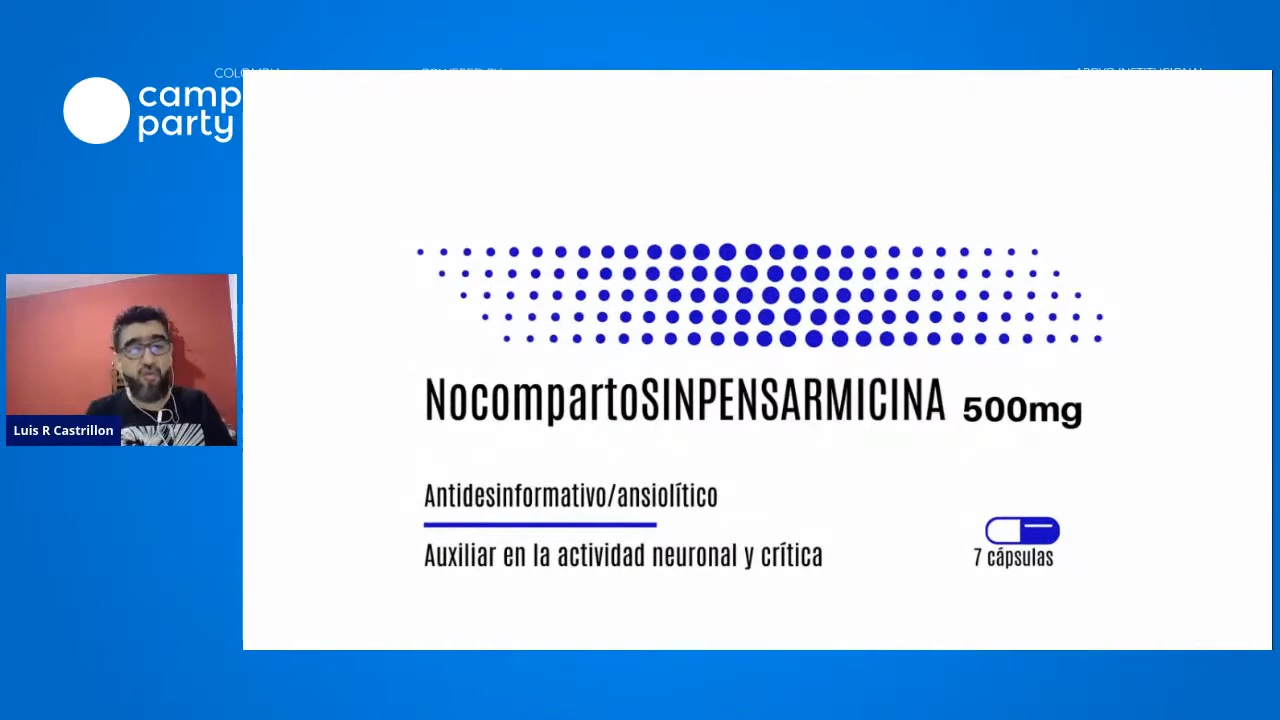 camp
party
Luis R Castrillon
NocompartoSINPENSARMICINA 500mg
Antidesinformativo/ansiolítico
Auxiliar en la actividad neuronal y crítica
7 cápsulas